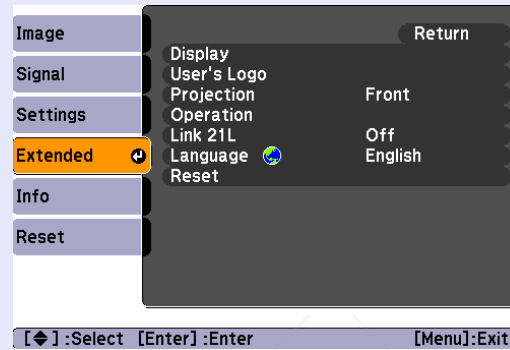 Image
Signal
Settings
Extended
Info
Reset
Return
Display
User's Logo
Projection Front
Operation
Link 21L Off
Language English
Reset
[◆] :Select [Enter] :Enter [Menu]:Exit